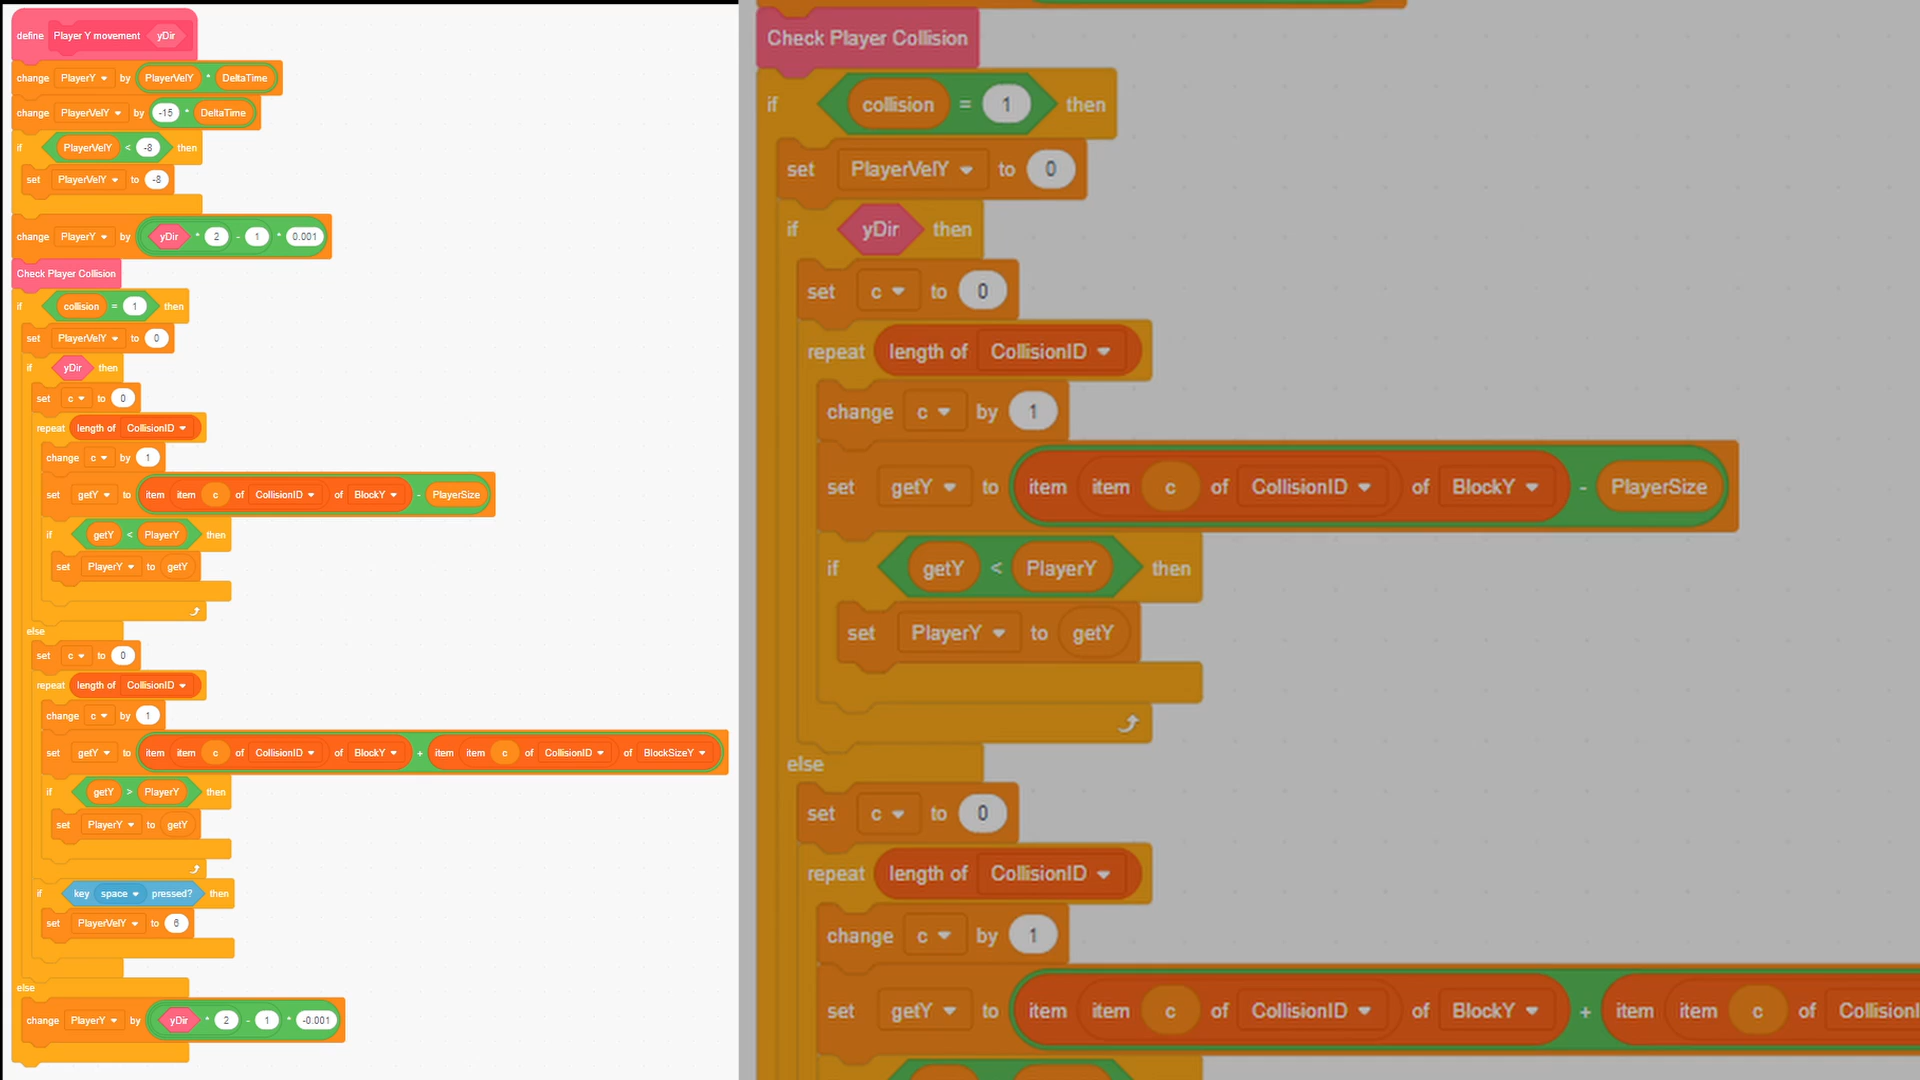 define Player Y movement yDir
change PlayerY by PlayerVelY * DeltaTime
change PlayerVelY by -15 * DeltaTime
if PlayerVelY < -8 then
set PlayerVelY to -8
change PlayerY by yDir * 2 - 1 * 0.001
Check Player Collision
if collision = 1 then
set PlayerVelY to 0
if yDir then
set c to 0
repeat length of CollisionID
change c by 1
set getY to item item c of CollisionID of BlockY - PlayerSize
if getY < PlayerY then
set PlayerY to getY
else
set c to 0
repeat length of CollisionID
change c by 1
set getY to item item c of CollisionID of BlockY + item item c of CollisionID of BlockSizeY
if getY > PlayerY then
set PlayerY to getY
if key space pressed? then
set PlayerVelY to 6
else
change PlayerY by yDir * 2 - 1 * -0.001
Check Player Collision
if collision = 1 then
set PlayerVelY to 0
if yDir then
set c to 0
repeat length of CollisionID
change c by 1
set getY to item item c of CollisionID of BlockY - PlayerSize
if getY < PlayerY then
set PlayerY to getY
else
set c to 0
repeat length of CollisionID
change c by 1
set getY to item item c of CollisionID of BlockY + item item c of